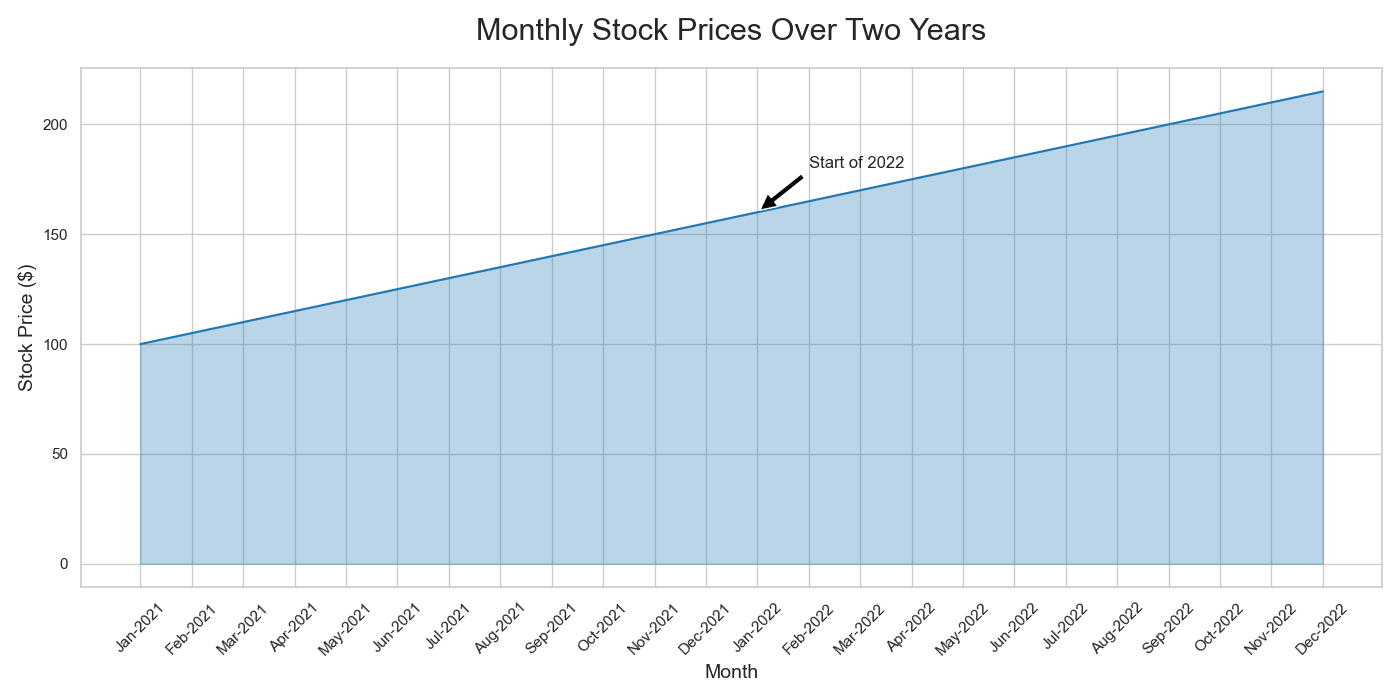 Monthly Stock Prices Over Two Years
Stock Price ($)
200
150
100
50
0
Start of 2022
Jan-2021
Feb-2021
Mar-2021
Apr-2021
May-2021
Jun-2021
Jul-2021
Aug-2021
Sep-2021
Oct-2021
Nov-2021
Dec-2021
Jan-2022
Feb-2022
Mar-2022
Apr-2022
May-2022
Jun-2022
Jul-2022
Aug-2022
Sep-2022
Oct-2022
Nov-2022
Dec-2022
Month